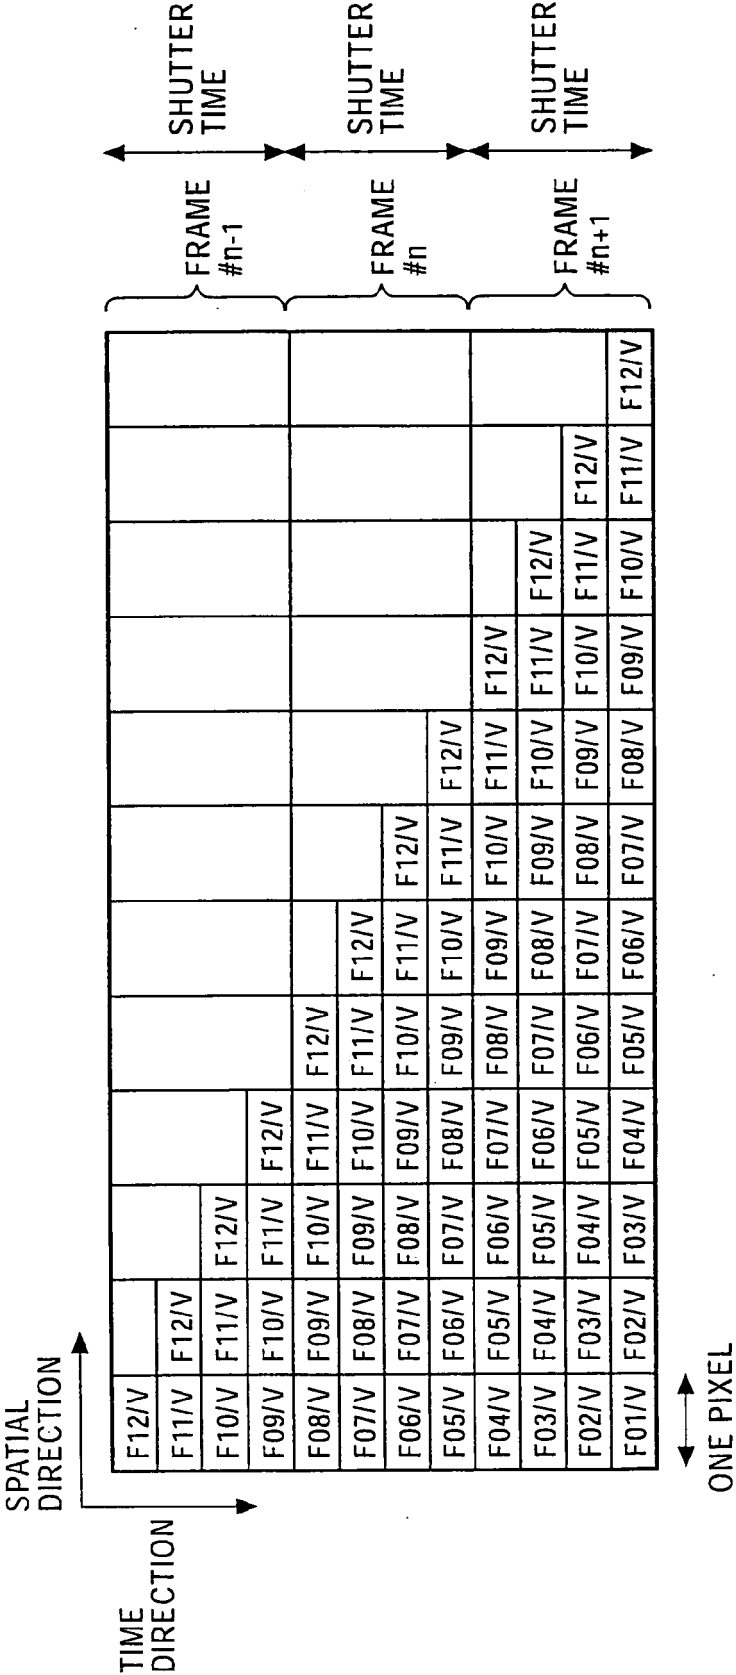 SPATIAL
DIRECTION
TIME
DIRECTION
F12/V
F11/V F12/V
F10/V F11/V F12/V
F09/V F10/V F11/V F12/V
FRAME
#n-1
SHUTTER
TIME
F08/V F09/V F10/V F11/V F12/V
F07/V F08/V F09/V F10/V F11/V F12/V
F06/V F07/V F08/V F09/V F10/V F11/V F12/V
F05/V F06/V F07/V F08/V F09/V F10/V F11/V F12/V
FRAME
#n
SHUTTER
TIME
F04/V F05/V F06/V F07/V F08/V F09/V F10/V F11/V F12/V
F03/V F04/V F05/V F06/V F07/V F08/V F09/V F10/V F11/V F12/V
F02/V F03/V F04/V F05/V F06/V F07/V F08/V F09/V F10/V F11/V F12/V
F01/V F02/V F03/V F04/V F05/V F06/V F07/V F08/V F09/V F10/V F11/V F12/V
FRAME
#n+1
SHUTTER
TIME
ONE PIXEL